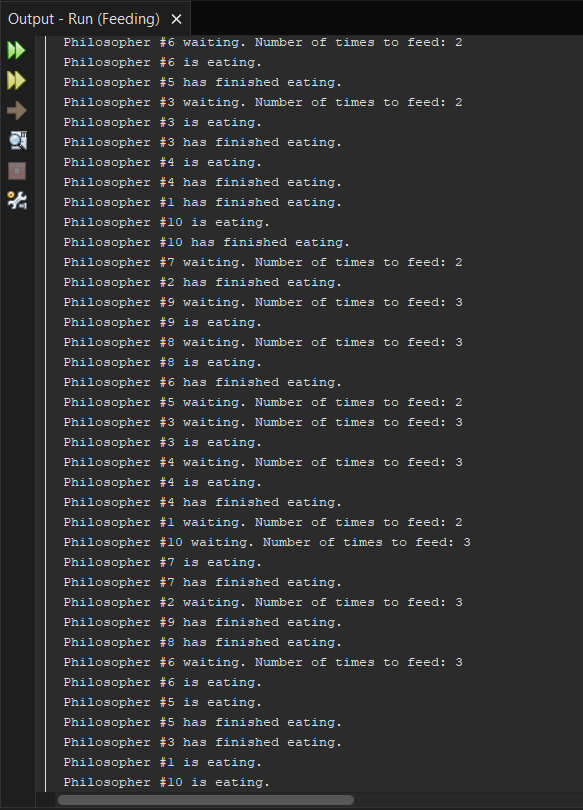 Output - Run (Feeding) ×
Philosopher #6 waiting. Number of times to feed: 2
Philosopher #6 is eating.
Philosopher #5 has finished eating.
Philosopher #3 waiting. Number of times to feed: 2
Philosopher #3 is eating.
Philosopher #3 has finished eating.
Philosopher #4 is eating.
Philosopher #4 has finished eating.
Philosopher #1 has finished eating.
Philosopher #10 is eating.
Philosopher #10 has finished eating.
Philosopher #7 waiting. Number of times to feed: 2
Philosopher #2 has finished eating.
Philosopher #9 waiting. Number of times to feed: 3
Philosopher #9 is eating.
Philosopher #8 waiting. Number of times to feed: 3
Philosopher #8 is eating.
Philosopher #6 has finished eating.
Philosopher #5 waiting. Number of times to feed: 2
Philosopher #3 waiting. Number of times to feed: 3
Philosopher #3 is eating.
Philosopher #4 waiting. Number of times to feed: 3
Philosopher #4 is eating.
Philosopher #4 has finished eating.
Philosopher #1 waiting. Number of times to feed: 2
Philosopher #10 waiting. Number of times to feed: 3
Philosopher #7 is eating.
Philosopher #7 has finished eating.
Philosopher #2 waiting. Number of times to feed: 3
Philosopher #9 has finished eating.
Philosopher #8 has finished eating.
Philosopher #6 waiting. Number of times to feed: 3
Philosopher #6 is eating.
Philosopher #5 is eating.
Philosopher #5 has finished eating.
Philosopher #3 has finished eating.
Philosopher #1 is eating.
Philosopher #10 is eating.